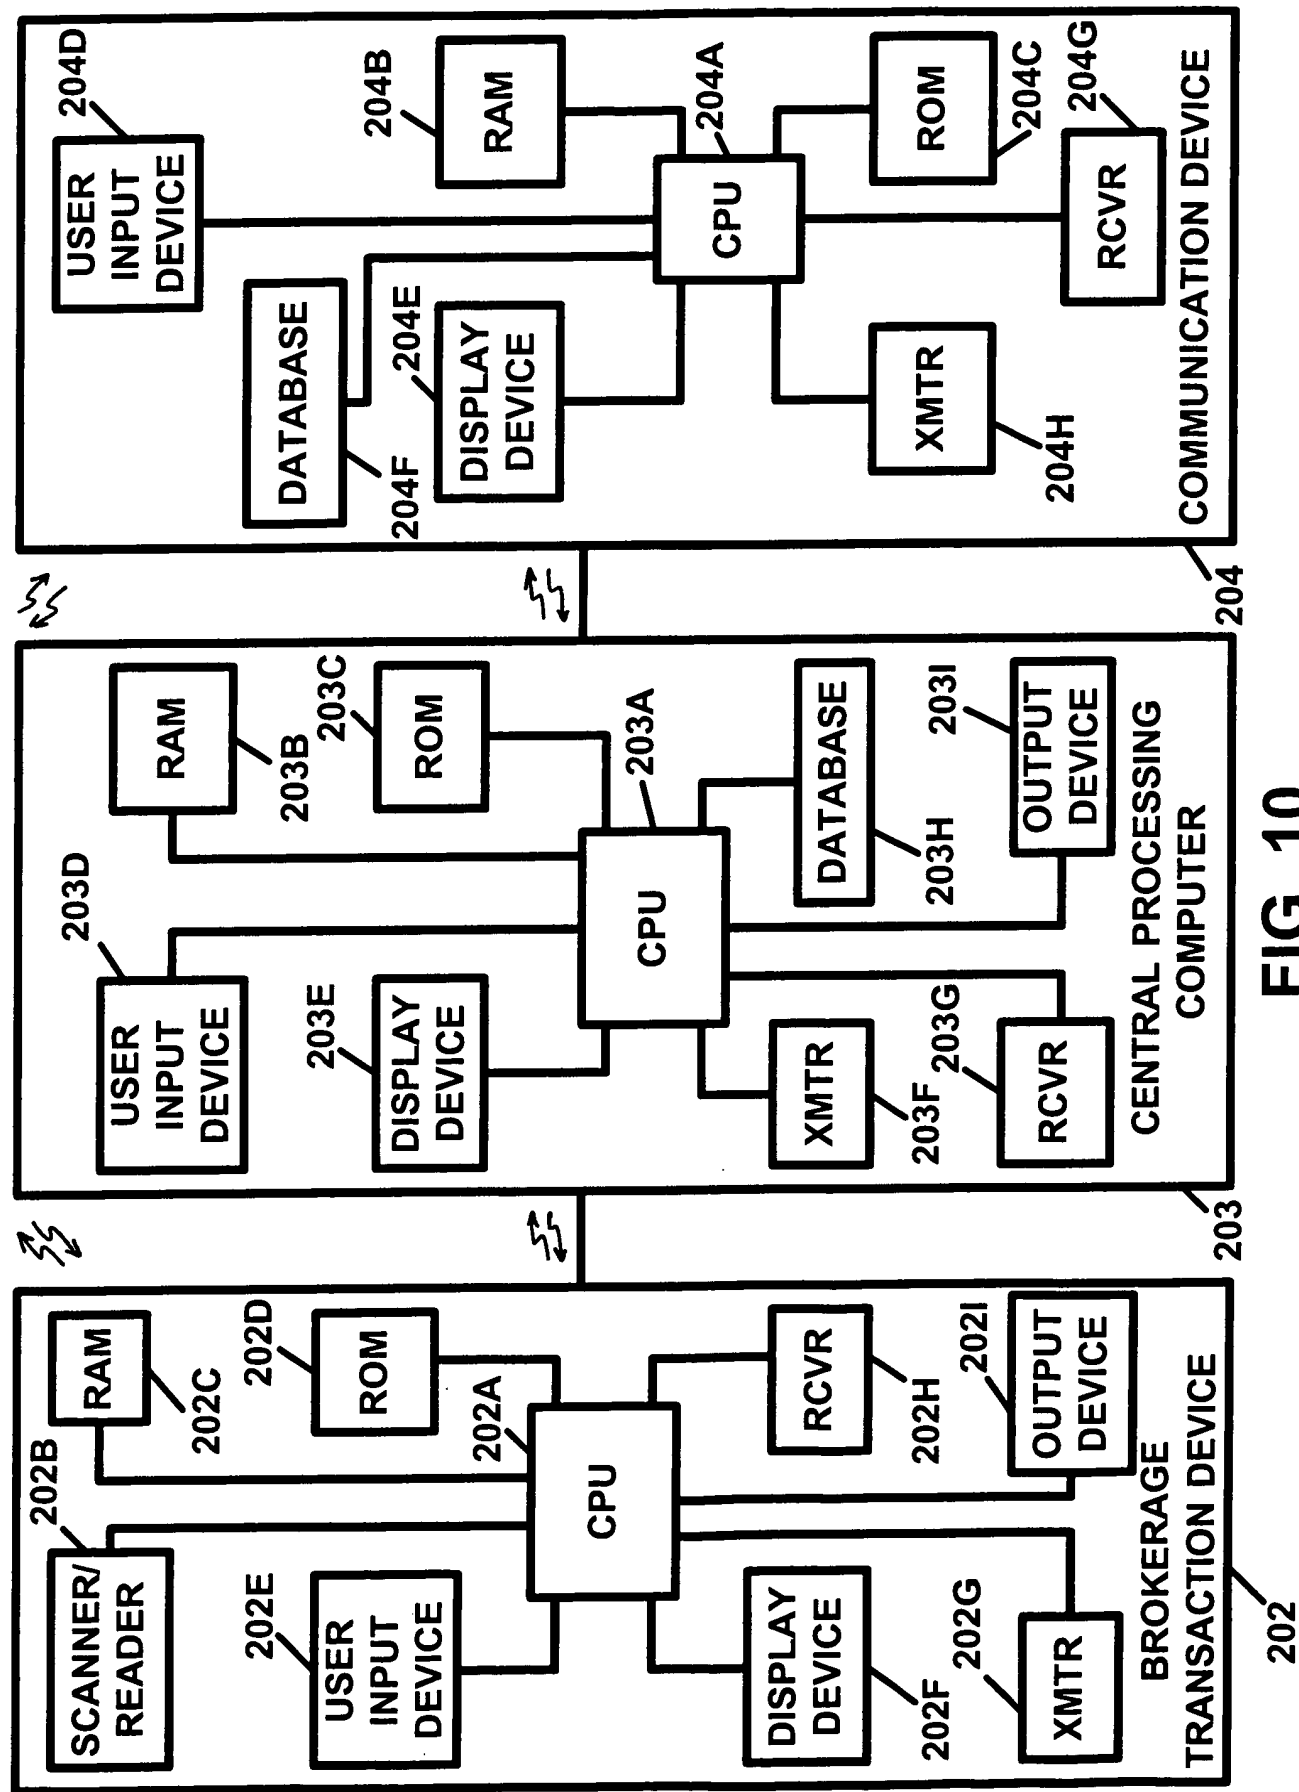 202B
SCANNER/
READER
RAM
202C
202E
USER
INPUT
DEVICE
202D
ROM
202A
CPU
DISPLAY
DEVICE
202F
RCVR
202H
202G
XMTR
202I
OUTPUT
DEVICE
BROKERAGE
TRANSACTION DEVICE
202
203D
USER
INPUT
DEVICE
RAM
203B
203E
DISPLAY
DEVICE
203C
ROM
203A
CPU
XMTR
203F
DATABASE
203H
203G
RCVR
203I
OUTPUT
DEVICE
CENTRAL PROCESSING
COMPUTER
203
204D
USER
INPUT
DEVICE
DATABASE
204F
204B
RAM
204E
DISPLAY
DEVICE
204A
CPU
XMTR
204H
ROM
204C
204G
RCVR
COMMUNICATION DEVICE
204
FIG. 10